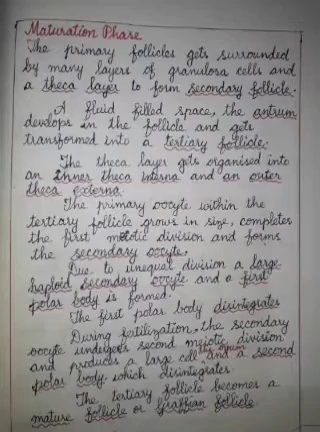 Maturation Phase
The primary follicles gets surrounded
by many layers of granulosa cells and
a theca layer to form secondary follicle.
A fluid filled space, the antrum
develops in the follicle and gets
transformed into a tertiary follicle.
The theca layer gets organised into
an inner theca interna and an outer
theca externa.
The primary oocyte within the
tertiary follicle grows in size, completes
the first meiotic division and forms
the secondary oocyte.
Due to unequal division a large
haploid secondary oocyte and a first
polar body is formed.
The first polar body disintegrates
During fertilization, the secondary
oocyte undergoes second meiotic division
and produces a large cell and a second
polar body which disintegrates.
The tertiary follicle becomes a
mature follicle or Graffian follicle.